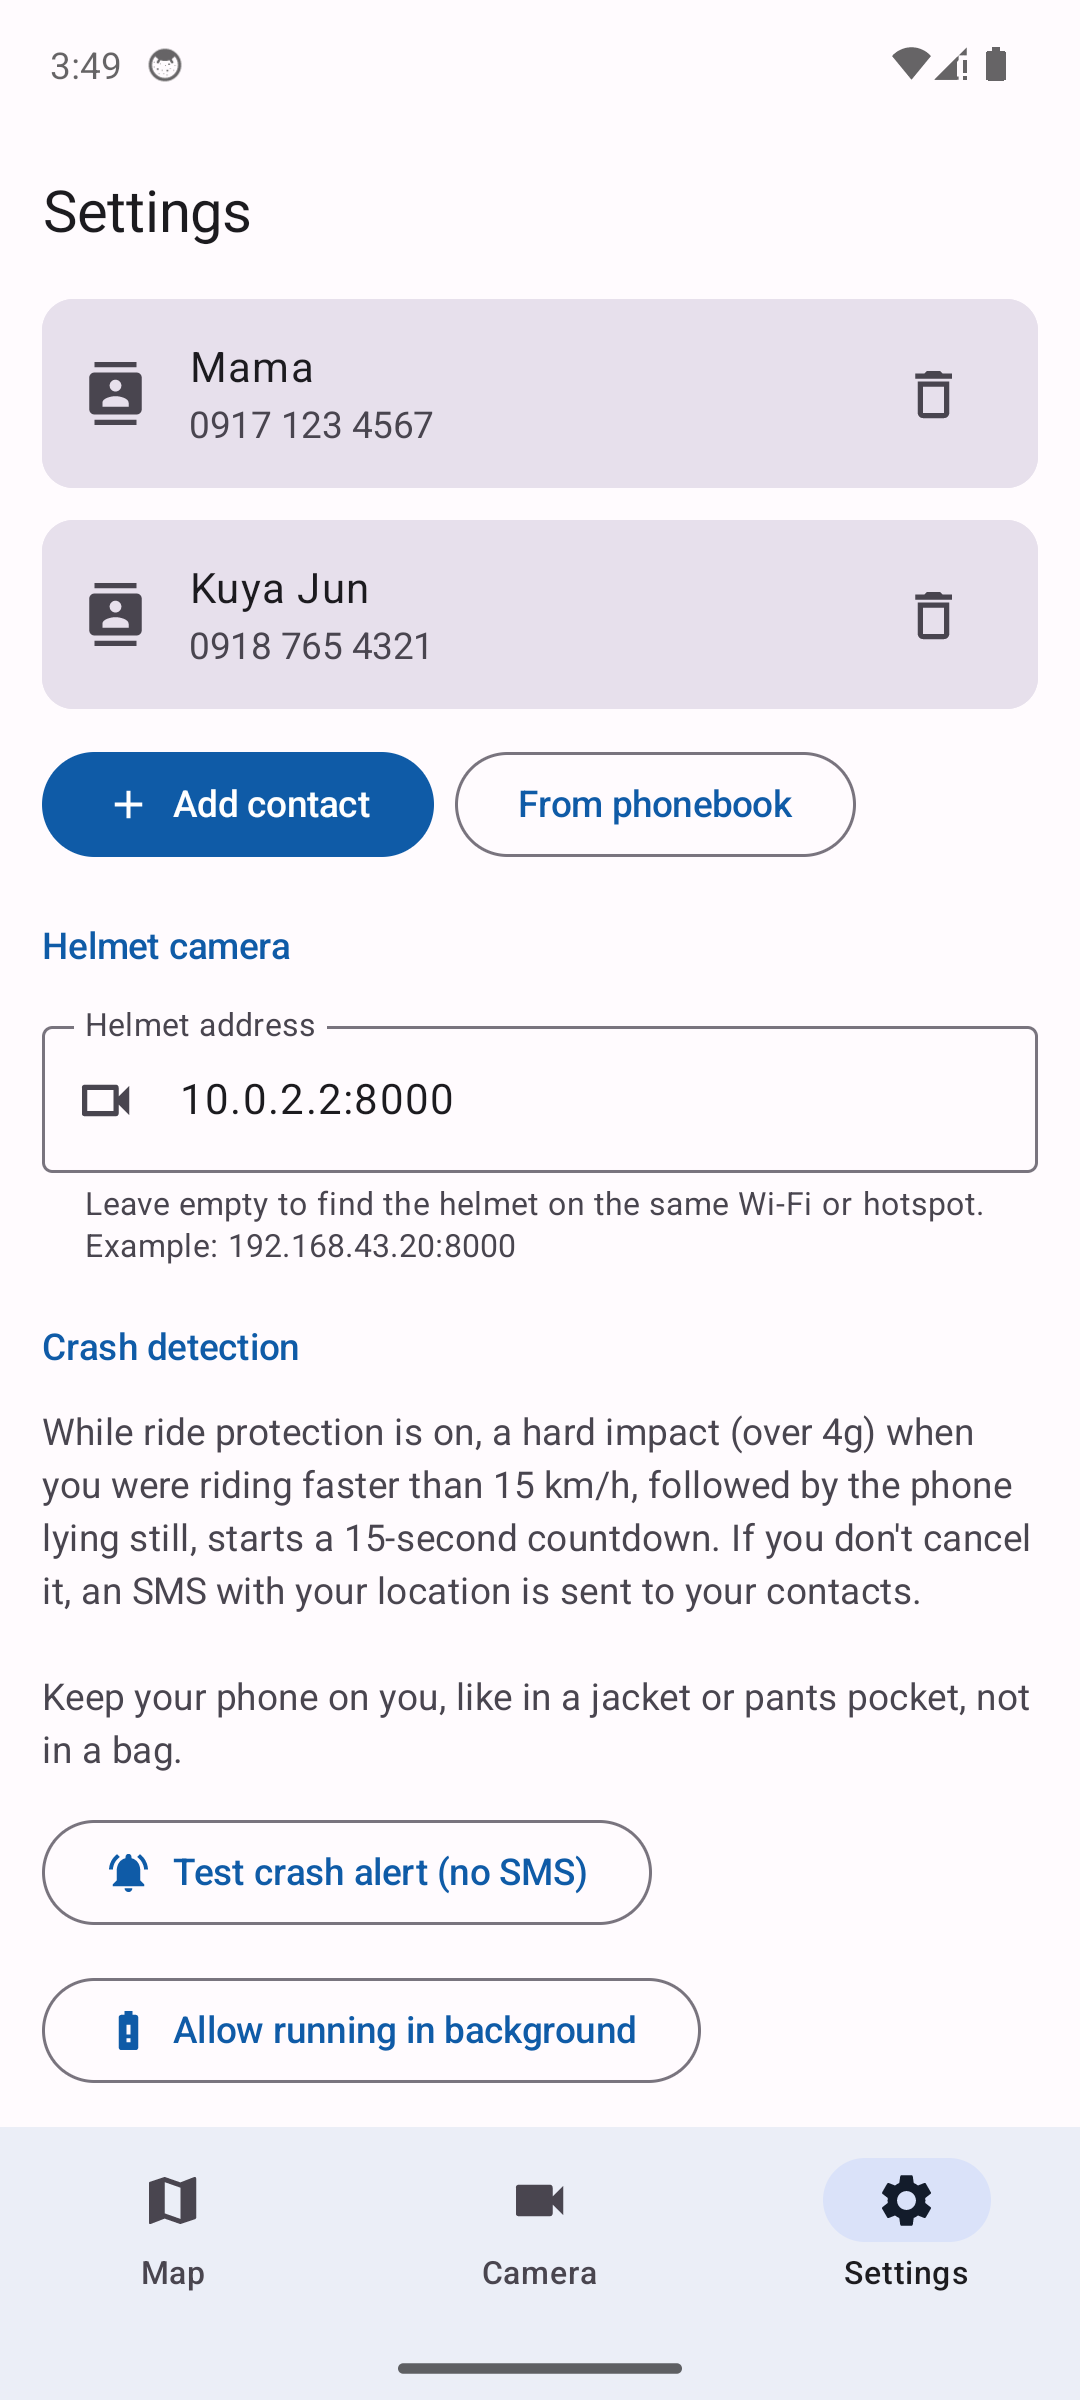 3:49
Settings
Mama
0917 123 4567
Kuya Jun
0918 765 4321
Add contact
From phonebook
Helmet camera
Helmet address
10.0.2.2:8000
Leave empty to find the helmet on the same Wi-Fi or hotspot.
Example: 192.168.43.20:8000
Crash detection
While ride protection is on, a hard impact (over 4g) when
you were riding faster than 15 km/h, followed by the phone
lying still, starts a 15-second countdown. If you don't cancel
it, an SMS with your location is sent to your contacts.
Keep your phone on you, like in a jacket or pants pocket, not
in a bag.
Test crash alert (no SMS)
Allow running in background
Map
Camera
Settings